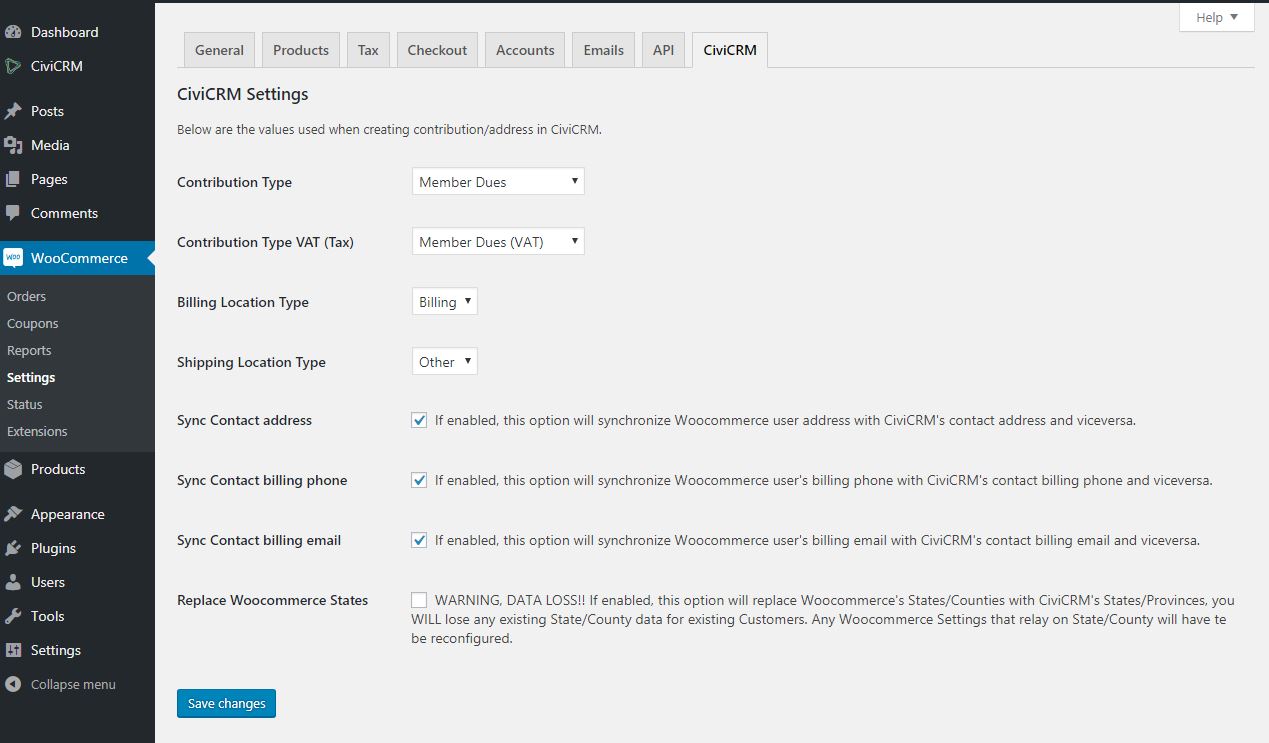 Dashboard
CiviCRM
Posts
Media
Pages
Comments
WOO
WooCommerce
Orders
Coupons
Reports
Settings
Status
Extensions
Products
Appearance
Plugins
Users
Tools
Settings
Collapse menu
Help
General
Products
Tax
Checkout
Accounts
Emails
API
CiviCRM
CiviCRM Settings
Below are the values used when creating contribution/address in CiviCRM.
Contribution Type
Member Dues
Contribution Type VAT (Tax)
Member Dues (VAT)
Billing Location Type
Billing
Shipping Location Type
Other
Sync Contact address
If enabled, this option will synchronize Woocommerce user address with CiviCRM's contact address and viceversa.
Sync Contact billing phone
If enabled, this option will synchronize Woocommerce user's billing phone with CiviCRM's contact billing phone and viceversa.
Sync Contact billing email
If enabled, this option will synchronize Woocommerce user's billing email with CiviCRM's contact billing email and viceversa.
Replace Woocommerce States
WARNING, DATA LOSS!! If enabled, this option will replace Woocommerce's States/Counties with CiviCRM's States/Provinces, you
WILL lose any existing State/County data for existing Customers. Any Woocommerce Settings that relay on State/County will have te
be reconfigured.
Save changes